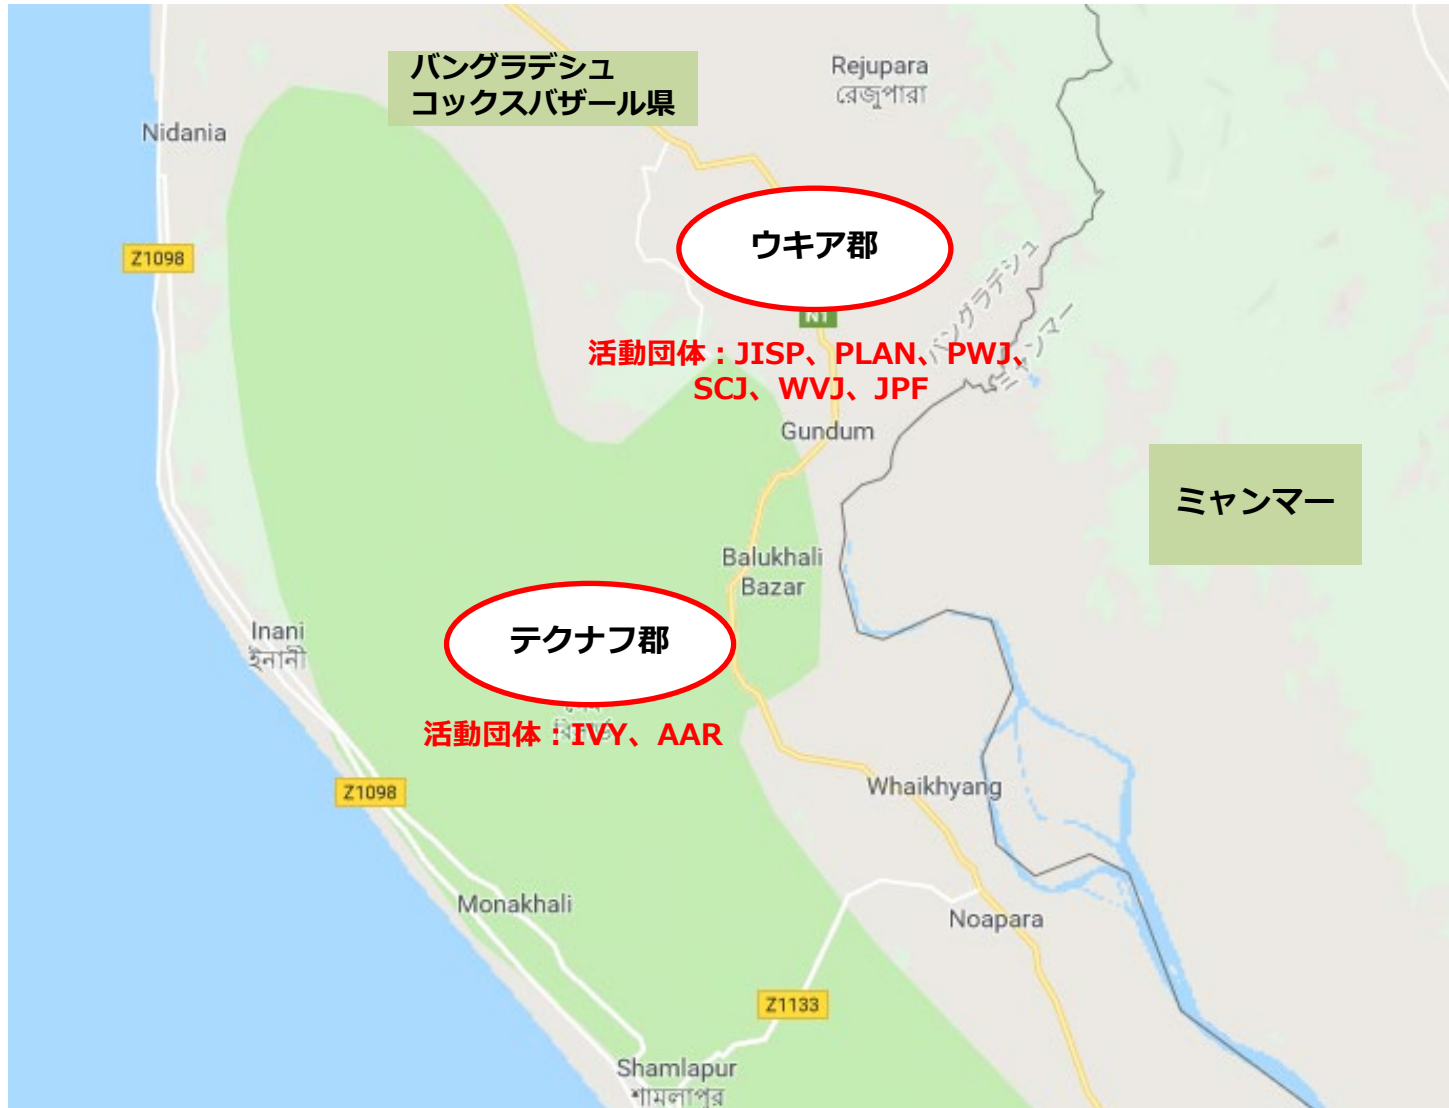 バングラデシュ
コックスバザール県
Rejupara
রেজুপারা
Nidania
Z1098
ウキア郡
N1
バングラデシュ
ミャンマー
活動団体：JISP、PLAN、PWJ、
SCJ、WVJ、JPF
Gundum
ミャンマー
Balukhali
Bazar
Inani
ইনানী
テクナフ郡
活動団体：IVY、AAR
Z1098
Whaikhyang
Monakhali
Noapara
Z1133
Shamlapur
শামলাপুর